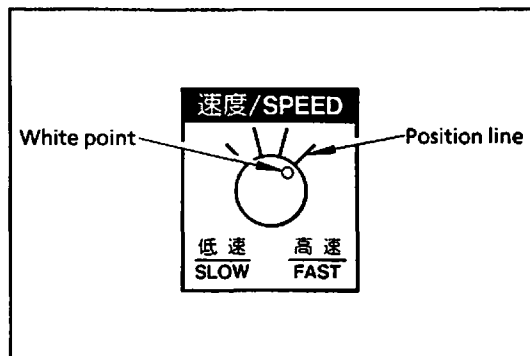 速度/SPEED
White point
Position line
低速 高速
SLOW FAST